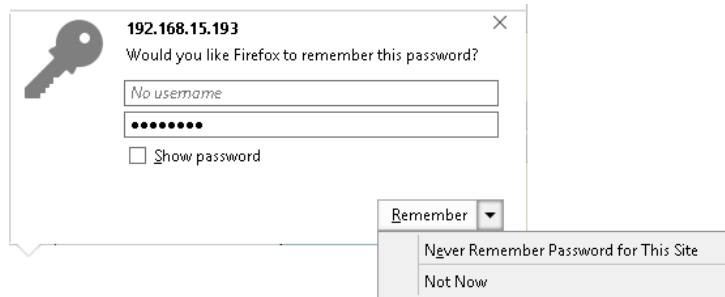 192.168.15.193
Would you like Firefox to remember this password?
No username
●●●●●●●●
Show password
Remember
Never Remember Password for This Site
Not Now